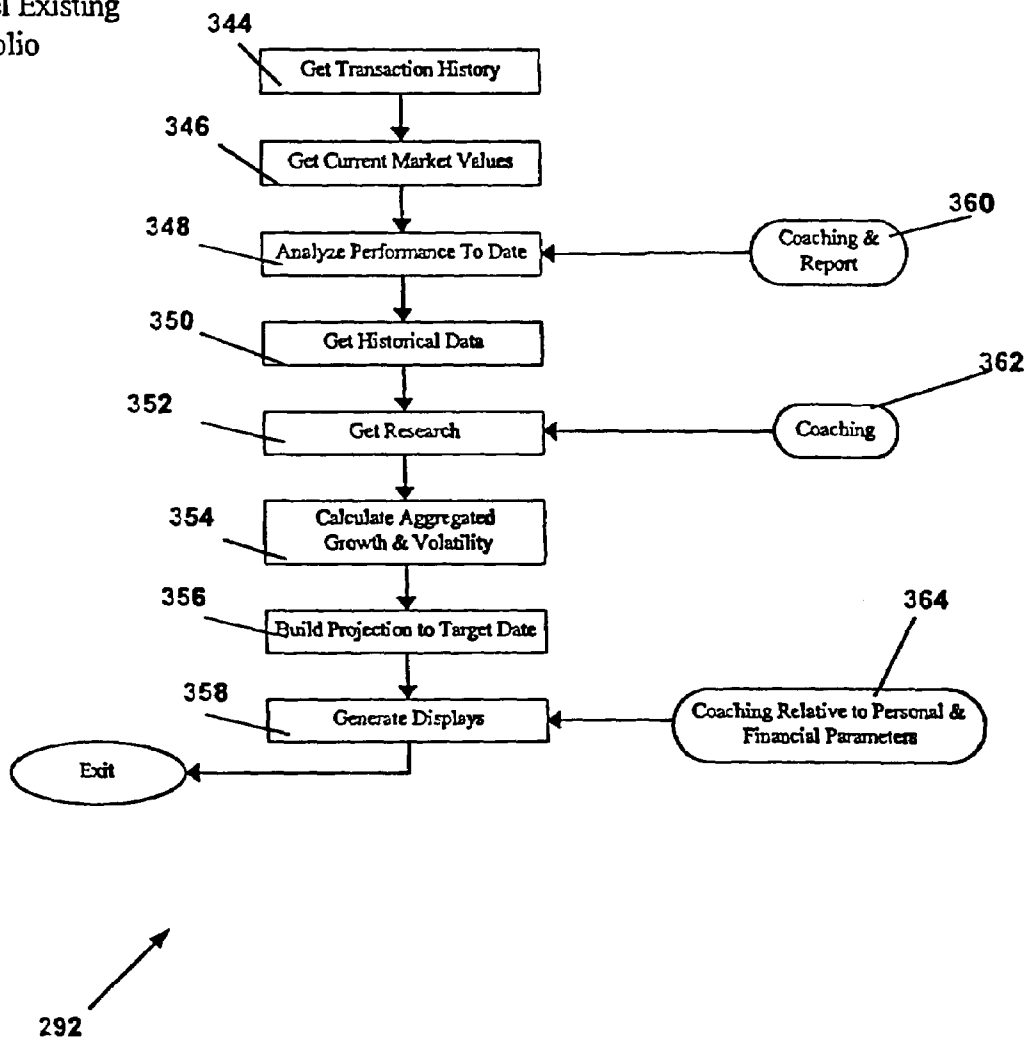 Existing
344
Get Transaction History
346
Get Current Market Values
348
Analyze Performance To Date
360
Coaching &
Report
350
Get Historical Data
362
352
Get Research
Coaching
354
Calculate Aggregated
Growth & Volatility
356
Build Projection to Target Date
364
358
Generate Displays
Coaching Relative to Personal &
Financial Parameters
Exit
292